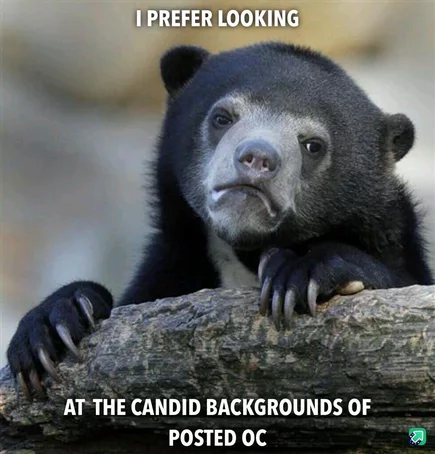 I PREFER LOOKING
AT THE CANDID BACKGROUNDS OF
POSTED OC